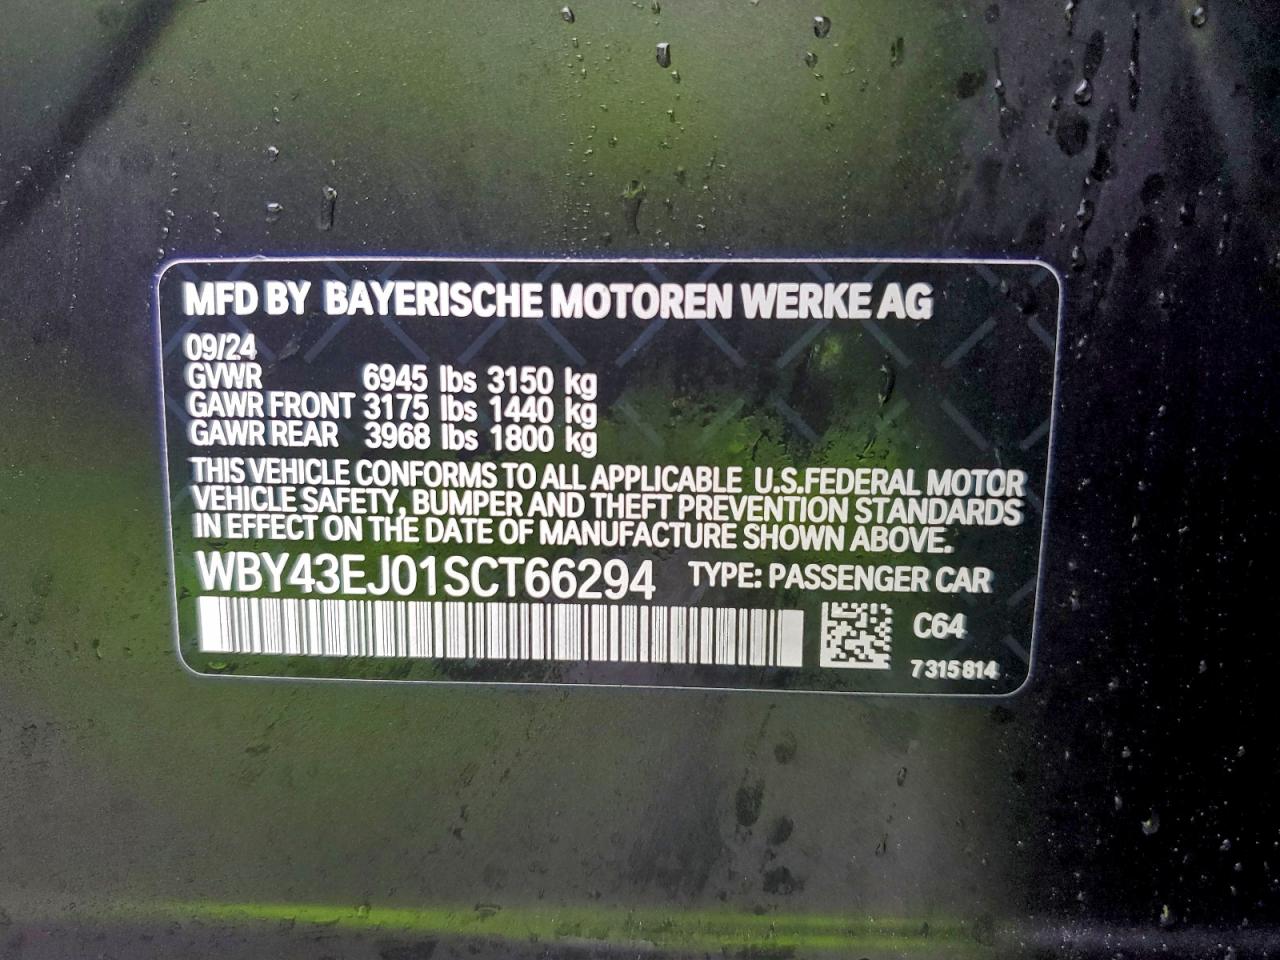 MFD BY BAYERISCHE MOTOREN WERKE AG
09/24
GVWR 6945 lbs 3150 kg
GAWR FRONT 3175 lbs 1440 kg
GAWR REAR 3968 lbs 1800 kg
THIS VEHICLE CONFORMS TO ALL APPLICABLE U.S.FEDERAL MOTOR
VEHICLE SAFETY, BUMPER AND THEFT PREVENTION STANDARDS
IN EFFECT ON THE DATE OF MANUFACTURE SHOWN ABOVE.
WBY43EJ01SCT66294 TYPE: PASSENGER CAR
C64
7 315 814